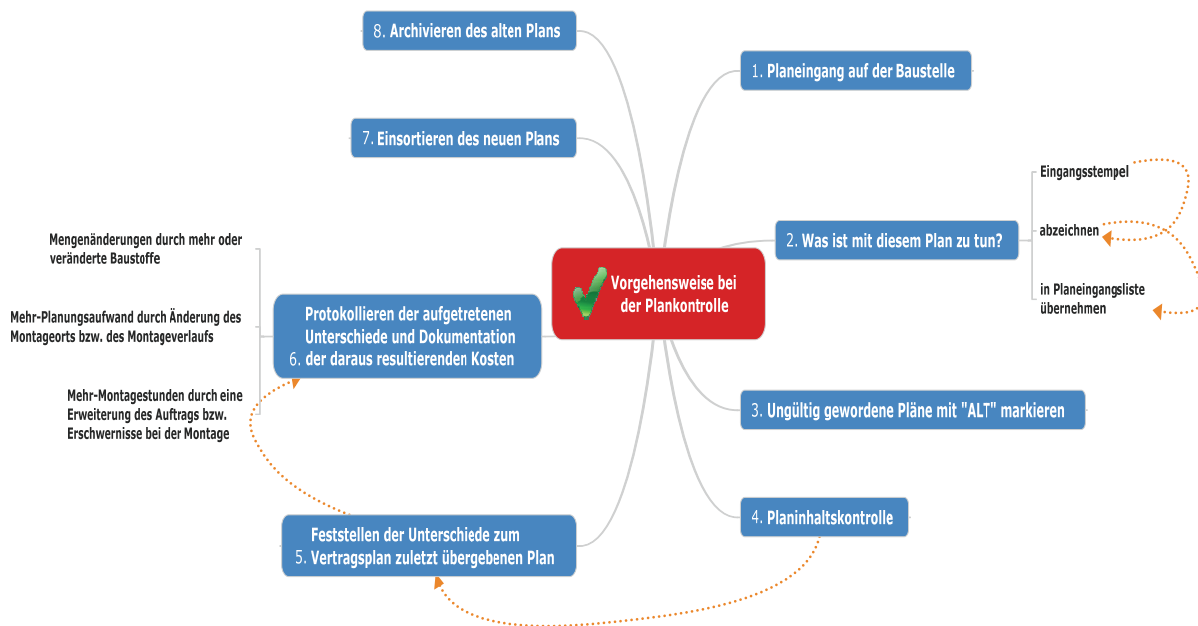 Vorgehensweise bei
der Plankontrolle
1. Planeingang auf der Baustelle
2. Was ist mit diesem Plan zu tun?
Eingangsstempel
abzeichnen
in Planeingangsliste
übernehmen
3. Ungültig gewordene Pläne mit "ALT" markieren
4. Planinhaltskontrolle
Feststellen der Unterschiede zum
5. Vertragsplan zuletzt übergebenen Plan
Protokollieren der aufgetretenen
Unterschiede und Dokumentation
6. der daraus resultierenden Kosten
Mengenänderungen durch mehr oder
veränderte Baustoffe
Mehr-Planungsaufwand durch Änderung des
Montageorts bzw. des Montageverlaufs
Mehr-Montagestunden durch eine
Erweiterung des Auftrags bzw.
Erschwernisse bei der Montage
7. Einsortieren des neuen Plans
8. Archivieren des alten Plans